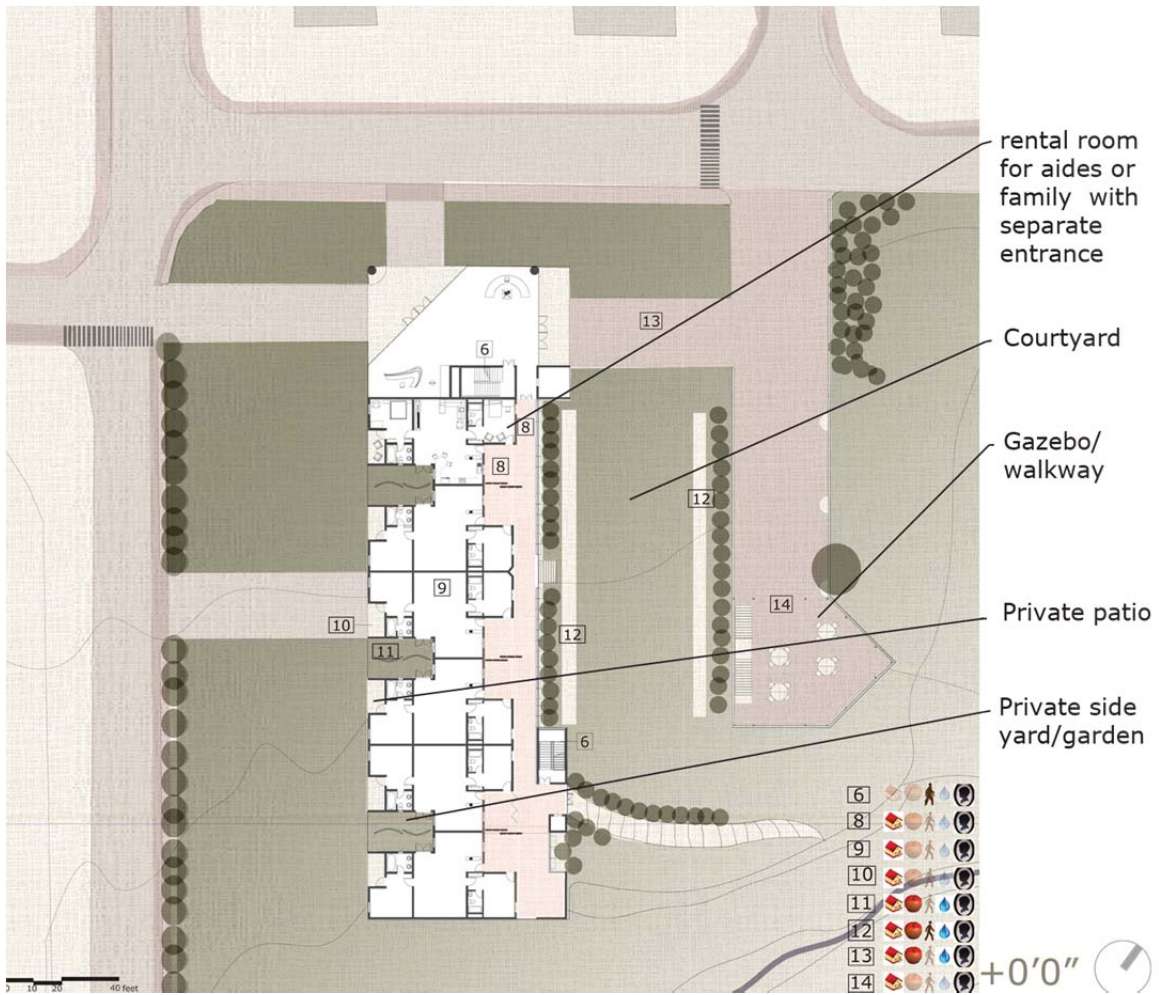 rental room
for aides or
family with
separate
entrance
13
6
Courtyard
8
8
Gazebo/
walkway
12
9
14
10
12
Private patio
11
Private side
yard/garden
6
6
8
9
10
11
12
13
14
+0'0"
0 10 20 40 feet